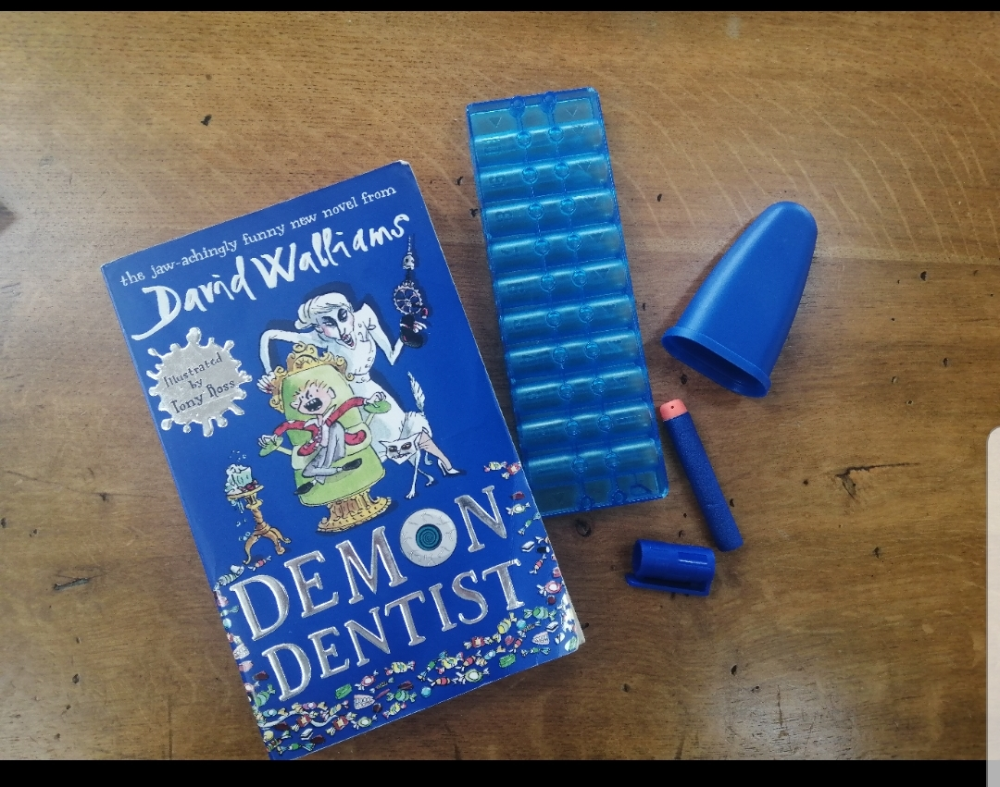 the jaw-achingly funny new novel from
David Walliams
Illustrated
by
Tony Ross
DEMON
DENTIST